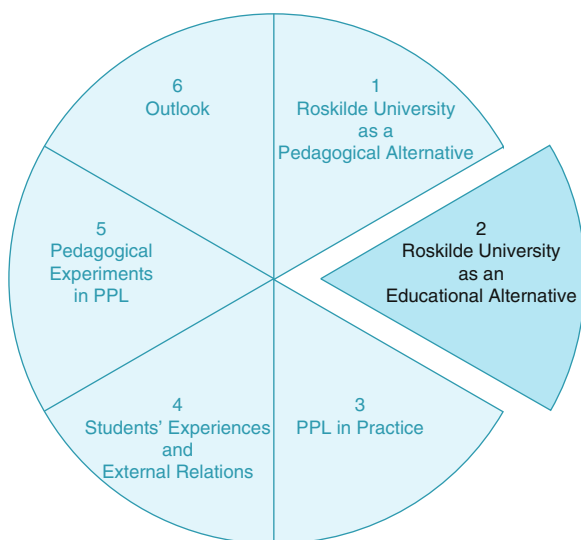 1
Roskilde University
as a
Pedagogical Alternative
2
Roskilde University
as an
Educational Alternative
3
PPL in Practice
4
Students' Experiences
and
External Relations
5
Pedagogical
Experiments
in PPL
6
Outlook